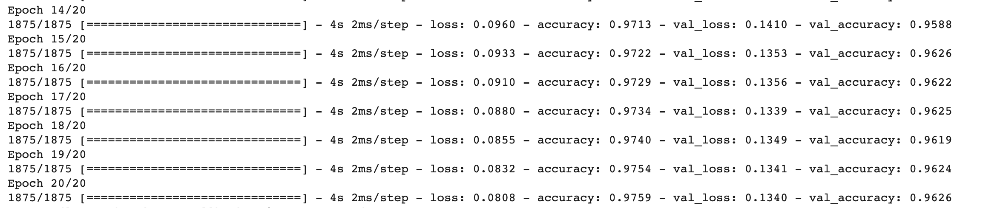 Epoch 14/20
1875/1875 [==============================] - 4s 2ms/step - loss: 0.0960 - accuracy: 0.9713 - val_loss: 0.1410 - val_accuracy: 0.9588
Epoch 15/20
1875/1875 [==============================] - 4s 2ms/step - loss: 0.0933 - accuracy: 0.9722 - val_loss: 0.1353 - val_accuracy: 0.9626
Epoch 16/20
1875/1875 [==============================] - 4s 2ms/step - loss: 0.0910 - accuracy: 0.9729 - val_loss: 0.1356 - val_accuracy: 0.9622
Epoch 17/20
1875/1875 [==============================] - 4s 2ms/step - loss: 0.0880 - accuracy: 0.9734 - val_loss: 0.1339 - val_accuracy: 0.9625
Epoch 18/20
1875/1875 [==============================] - 4s 2ms/step - loss: 0.0855 - accuracy: 0.9740 - val_loss: 0.1349 - val_accuracy: 0.9619
Epoch 19/20
1875/1875 [==============================] - 4s 2ms/step - loss: 0.0832 - accuracy: 0.9754 - val_loss: 0.1341 - val_accuracy: 0.9624
Epoch 20/20
1875/1875 [==============================] - 4s 2ms/step - loss: 0.0808 - accuracy: 0.9759 - val_loss: 0.1340 - val_accuracy: 0.9626